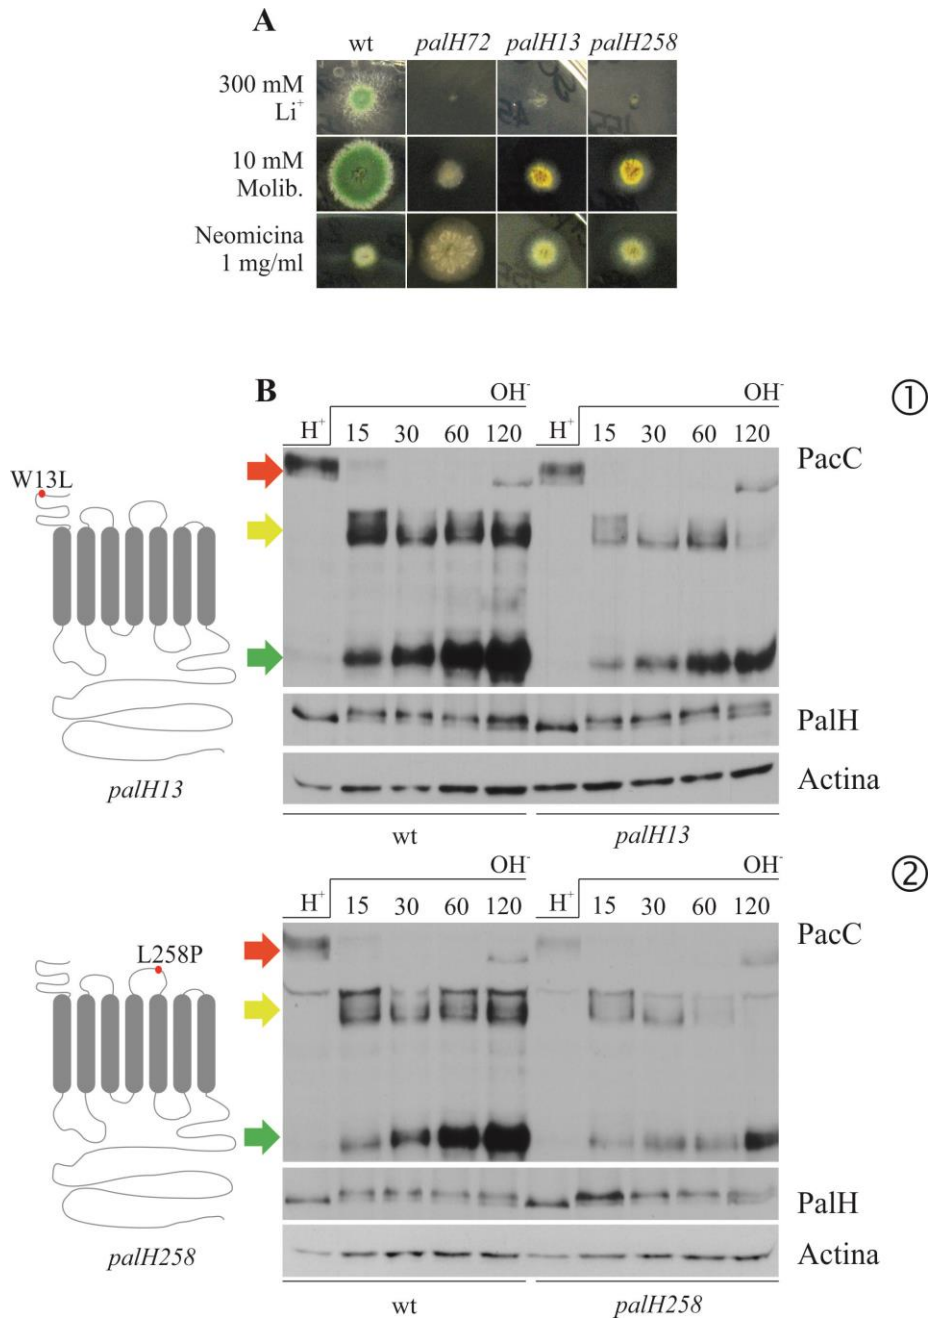 A
wt palH72 palH13 palH258
300 mM
Li⁺
10 mM
Molib.
Neomicina
1 mg/ml
B
①
OH⁻ OH⁻
H⁺ 15 30 60 120 H⁺ 15 30 60 120
PacC
W13L
PalH
palH13
Actina
wt palH13
②
OH⁻ OH⁻
H⁺ 15 30 60 120 H⁺ 15 30 60 120
PacC
L258P
PalH
palH258
Actina
wt palH258